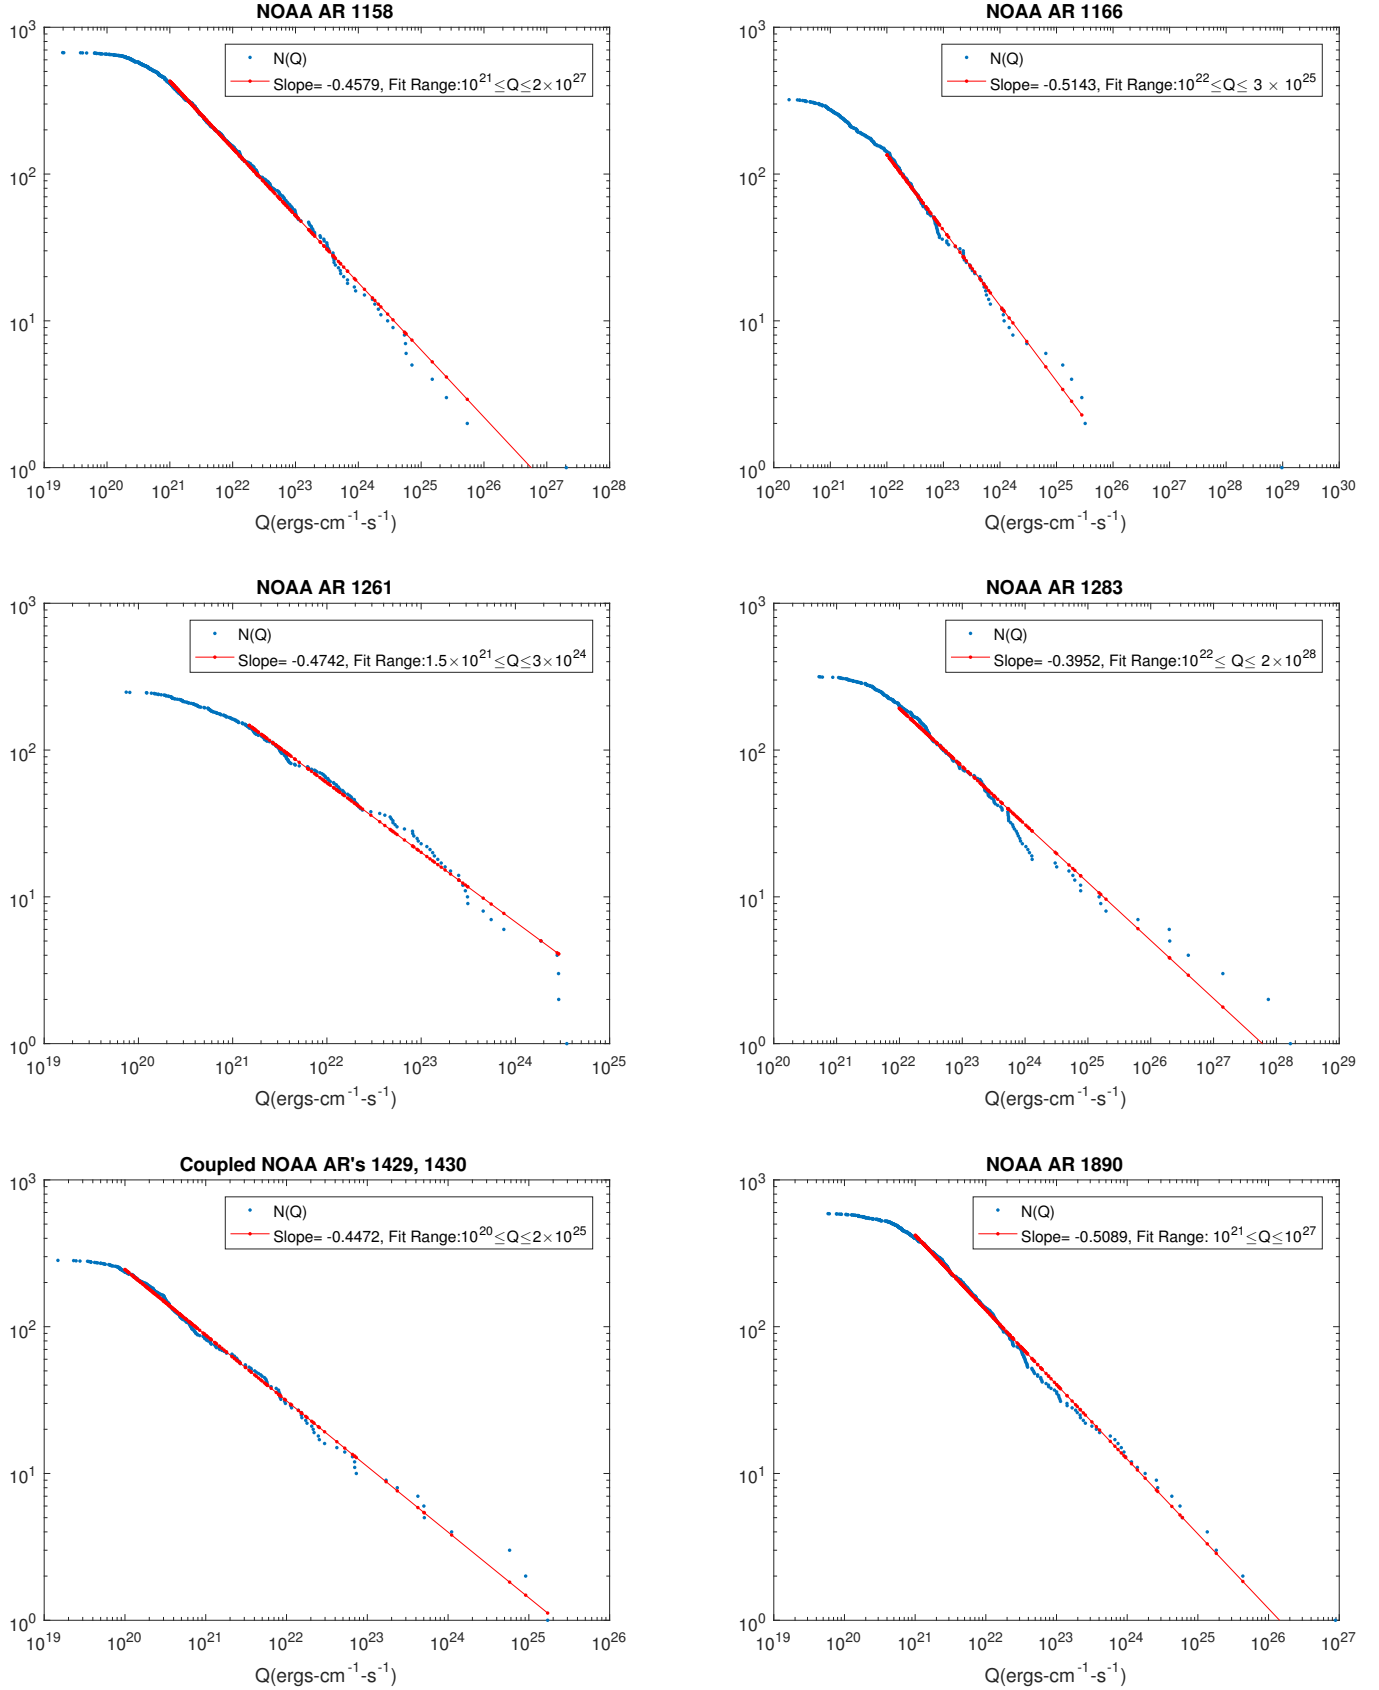 NOAA AR 1158
N(Q)
Slope= -0.4579, Fit Range:10^21≤Q≤2×10^27
10^3
10^2
10^1
10^0
10^19 10^20 10^21 10^22 10^23 10^24 10^25 10^26 10^27 10^28
Q(ergs-cm^-1-s^-1)
NOAA AR 1166
N(Q)
Slope= -0.5143, Fit Range:10^22≤Q≤ 3 × 10^25
10^3
10^2
10^1
10^0
10^20 10^21 10^22 10^23 10^24 10^25 10^26 10^27 10^28 10^29 10^30
Q(ergs-cm^-1-s^-1)
NOAA AR 1261
N(Q)
Slope= -0.4742, Fit Range:1.5×10^21≤Q≤3×10^24
10^3
10^2
10^1
10^0
10^19 10^20 10^21 10^22 10^23 10^24 10^25
Q(ergs-cm^-1-s^-1)
NOAA AR 1283
N(Q)
Slope= -0.3952, Fit Range:10^22≤ Q≤ 2×10^28
10^3
10^2
10^1
10^0
10^20 10^21 10^22 10^23 10^24 10^25 10^26 10^27 10^28 10^29
Q(ergs-cm^-1-s^-1)
Coupled NOAA AR's 1429, 1430
N(Q)
Slope= -0.4472, Fit Range:10^20≤Q≤2×10^25
10^3
10^2
10^1
10^0
10^19 10^20 10^21 10^22 10^23 10^24 10^25 10^26
Q(ergs-cm^-1-s^-1)
NOAA AR 1890
N(Q)
Slope= -0.5089, Fit Range: 10^21≤Q≤10^27
10^3
10^2
10^1
10^0
10^19 10^20 10^21 10^22 10^23 10^24 10^25 10^26 10^27
Q(ergs-cm^-1-s^-1)